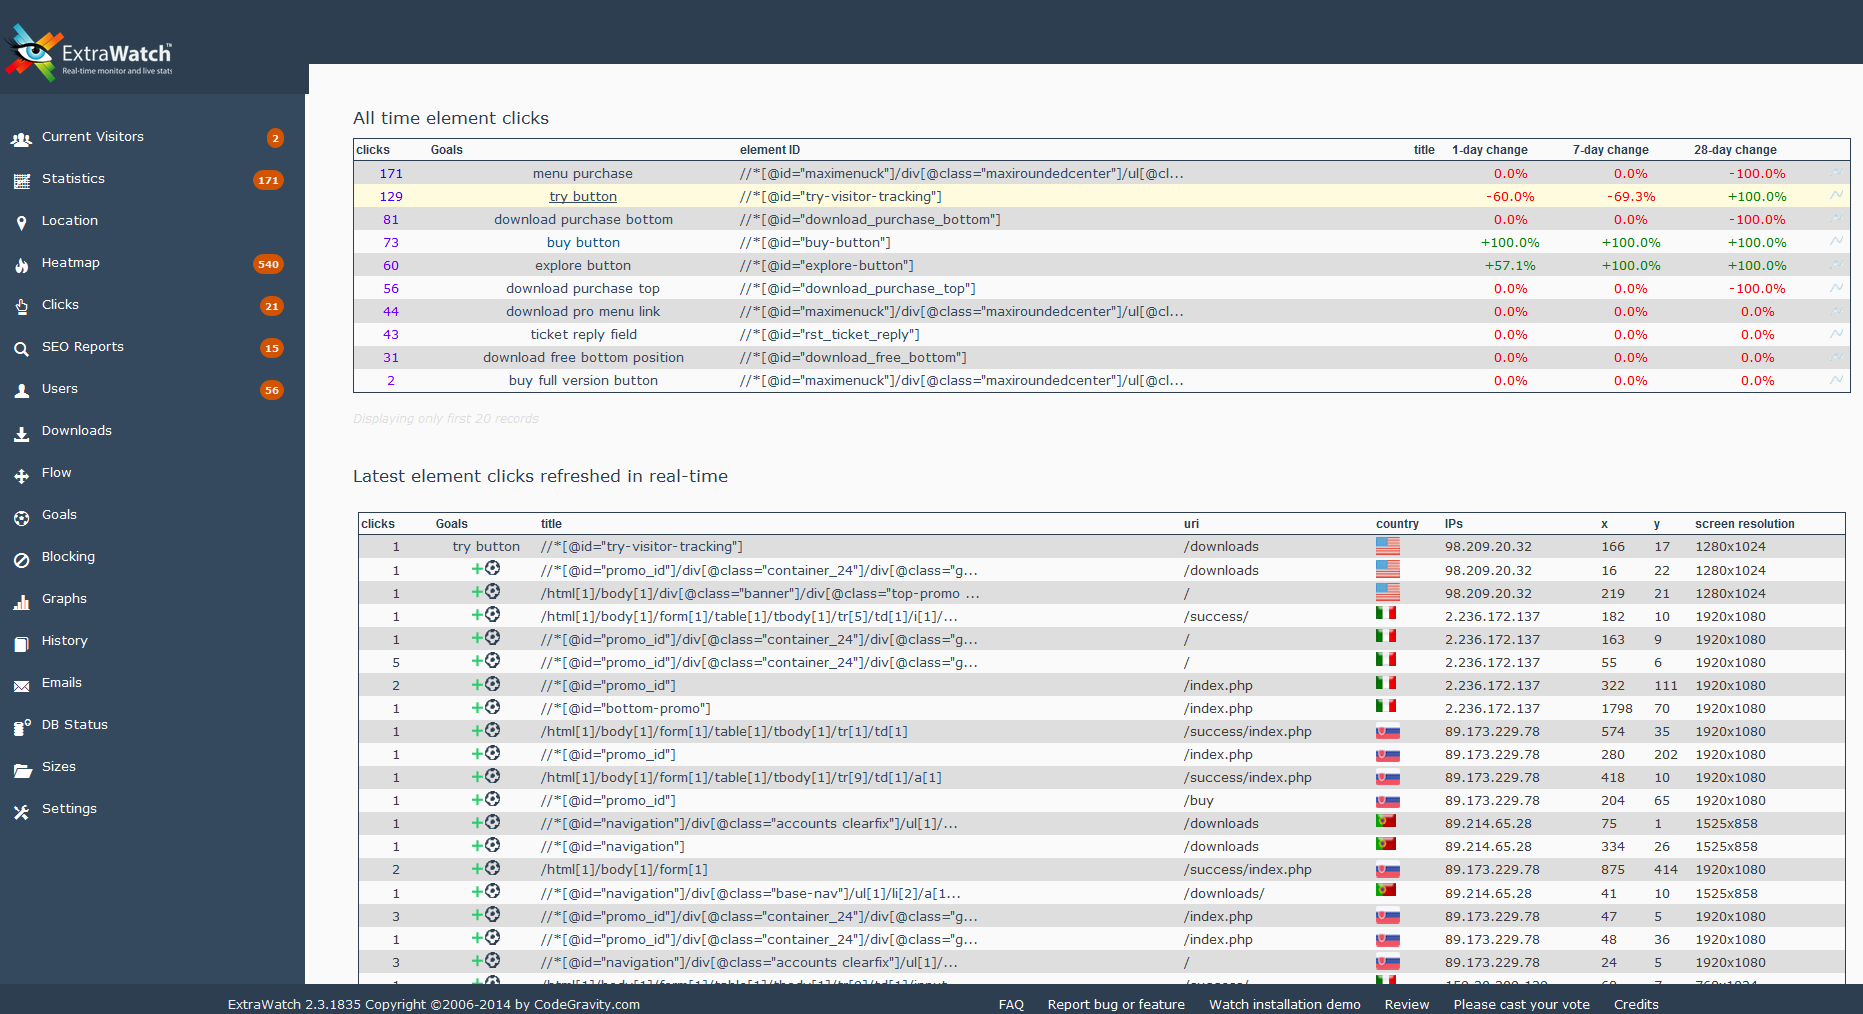 ExtraWatch™
Real-time monitor and live stats
Current Visitors 2
Statistics 171
Location
Heatmap 540
Clicks 21
SEO Reports 15
Users 56
Downloads
Flow
Goals
Blocking
Graphs
History
Emails
DB Status
Sizes
Settings
All time element clicks
clicks Goals element ID title 1-day change 7-day change 28-day change
171 menu purchase //*[@id="maximenuck"]/div[@class="maxiroundedcenter"]/ul[@cl... 0.0% 0.0% -100.0%
129 try button //*[@id="try-visitor-tracking"] -60.0% -69.3% +100.0%
81 download purchase bottom //*[@id="download_purchase_bottom"] 0.0% 0.0% -100.0%
73 buy button //*[@id="buy-button"] +100.0% +100.0% +100.0%
60 explore button //*[@id="explore-button"] +57.1% +100.0% +100.0%
56 download purchase top //*[@id="download_purchase_top"] 0.0% 0.0% -100.0%
44 download pro menu link //*[@id="maximenuck"]/div[@class="maxiroundedcenter"]/ul[@cl... 0.0% 0.0% 0.0%
43 ticket reply field //*[@id="rst_ticket_reply"] 0.0% 0.0% 0.0%
31 download free bottom position //*[@id="download_free_bottom"] 0.0% 0.0% 0.0%
2 buy full version button //*[@id="maximenuck"]/div[@class="maxiroundedcenter"]/ul[@cl... 0.0% 0.0% 0.0%
Displaying only first 20 records
Latest element clicks refreshed in real-time
clicks Goals title uri country IPs x y screen resolution
1 try button //*[@id="try-visitor-tracking"] /downloads 98.209.20.32 166 17 1280x1024
1 //*[@id="promo_id"]/div[@class="container_24"]/div[@class="g... /downloads 98.209.20.32 16 22 1280x1024
1 /html[1]/body[1]/div[@class="banner"]/div[@class="top-promo ... / 98.209.20.32 219 21 1280x1024
1 /html[1]/body[1]/form[1]/table[1]/tbody[1]/tr[5]/td[1]/i[1]/... /success/ 2.236.172.137 182 10 1920x1080
1 //*[@id="promo_id"]/div[@class="container_24"]/div[@class="g... / 2.236.172.137 163 9 1920x1080
5 //*[@id="promo_id"]/div[@class="container_24"]/div[@class="g... / 2.236.172.137 55 6 1920x1080
2 //*[@id="promo_id"] /index.php 2.236.172.137 322 111 1920x1080
1 //*[@id="bottom-promo"] /index.php 2.236.172.137 1798 70 1920x1080
1 /html[1]/body[1]/form[1]/table[1]/tbody[1]/tr[1]/td[1] /success/index.php 89.173.229.78 574 35 1920x1080
1 //*[@id="promo_id"] /index.php 89.173.229.78 280 202 1920x1080
1 /html[1]/body[1]/form[1]/table[1]/tbody[1]/tr[9]/td[1]/a[1] /success/index.php 89.173.229.78 418 10 1920x1080
1 //*[@id="promo_id"] /buy 89.173.229.78 204 65 1920x1080
1 //*[@id="navigation"]/div[@class="accounts clearfix"]/ul[1]/... /downloads 89.214.65.28 75 1 1525x858
1 //*[@id="navigation"] /downloads 89.214.65.28 334 26 1525x858
2 /html[1]/body[1]/form[1] /success/index.php 89.173.229.78 875 414 1920x1080
1 //*[@id="navigation"]/div[@class="base-nav"]/ul[1]/li[2]/a[1... /downloads/ 89.214.65.28 41 10 1525x858
3 //*[@id="promo_id"]/div[@class="container_24"]/div[@class="g... /index.php 89.173.229.78 47 5 1920x1080
1 //*[@id="promo_id"]/div[@class="container_24"]/div[@class="g... /index.php 89.173.229.78 48 36 1920x1080
3 //*[@id="navigation"]/div[@class="accounts clearfix"]/ul[1]/... / 89.173.229.78 24 5 1920x1080
ExtraWatch 2.3.1835 Copyright ©2006-2014 by CodeGravity.com FAQ Report bug or feature Watch installation demo Review Please cast your vote Credits